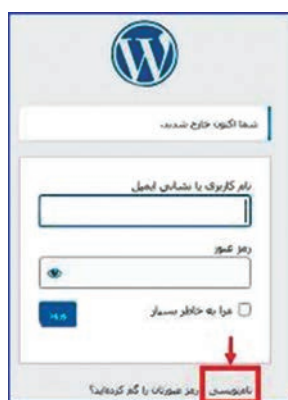 شما اکنون خارج شدید.
نام کاربری یا نشانی ایمیل
رمز عبور
مرا به خاطر بسپار
ورود
نام‌نویسی رمز عبورتان را گم کرده‌اید؟